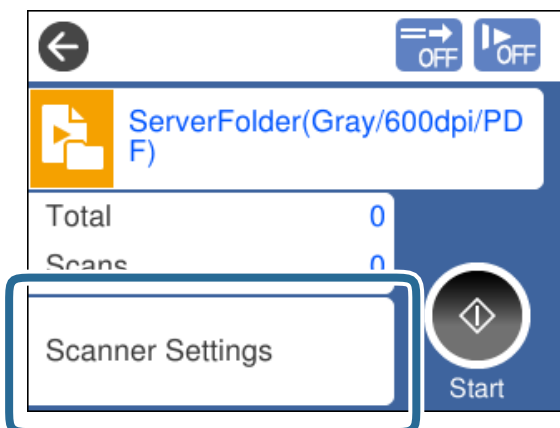 OFF OFF
ServerFolder(Gray/600dpi/PD
F)
Total 0
Scans 0
Scanner Settings
Start